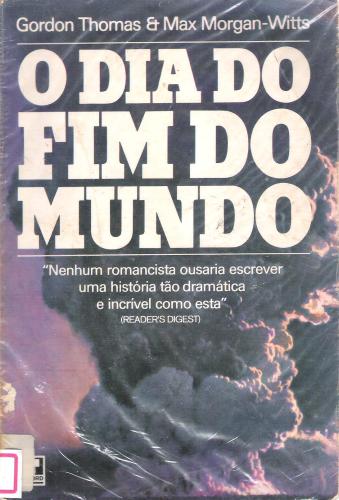 Gordon Thomas & Max Morgan-Witts
O DIA DO
FIM DO
MUNDO
"Nenhum romancista ousaria escrever
uma história tão dramática
e incrível como esta"
(READER'S DIGEST)